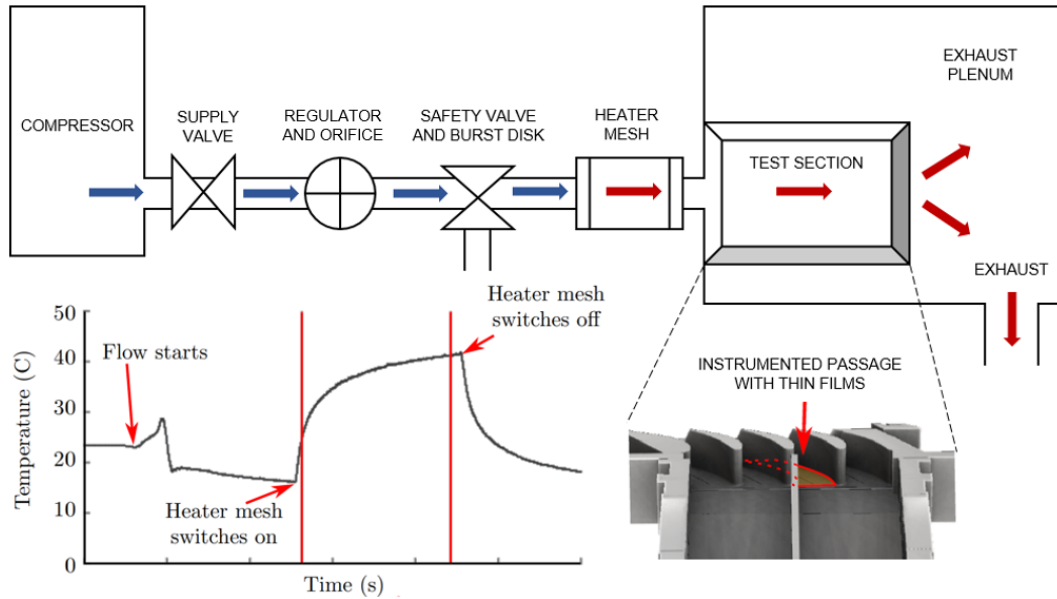 COMPRESSOR
SUPPLY
VALVE
REGULATOR
AND ORIFICE
SAFETY VALVE
AND BURST DISK
HEATER
MESH
EXHAUST
PLENUM
TEST SECTION
EXHAUST
50
40
30
20
10
0
Temperature (C)
Time (s)
Flow starts
Heater mesh
switches on
Heater mesh
switches off
INSTRUMENTED PASSAGE
WITH THIN FILMS